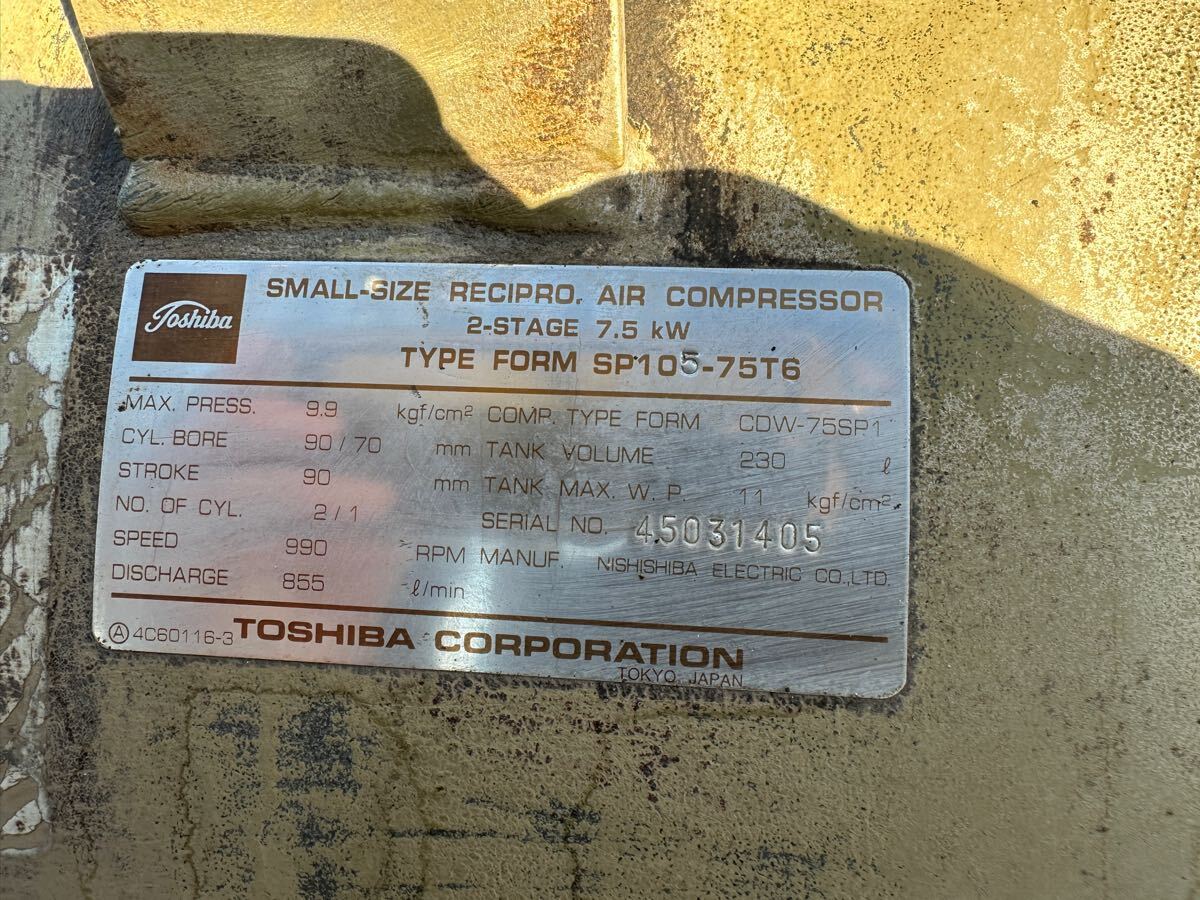 Toshiba
SMALL-SIZE RECIPRO. AIR COMPRESSOR
2-STAGE 7.5 kW
TYPE FORM SP105-75T6
MAX. PRESS. 9.9 kgf/cm² COMP. TYPE FORM CDW-75SP1
CYL. BORE 90/70 mm TANK VOLUME 230 ℓ
STROKE 90 mm TANK MAX. W. P. 11 kgf/cm²
NO. OF CYL. 2/1 SERIAL NO. 45031405
SPEED 990 RPM MANUF. NISHISHIBA ELECTRIC CO.,LTD.
DISCHARGE 855 ℓ/min
Ⓐ 4C60116-3 TOSHIBA CORPORATION
TOKYO, JAPAN